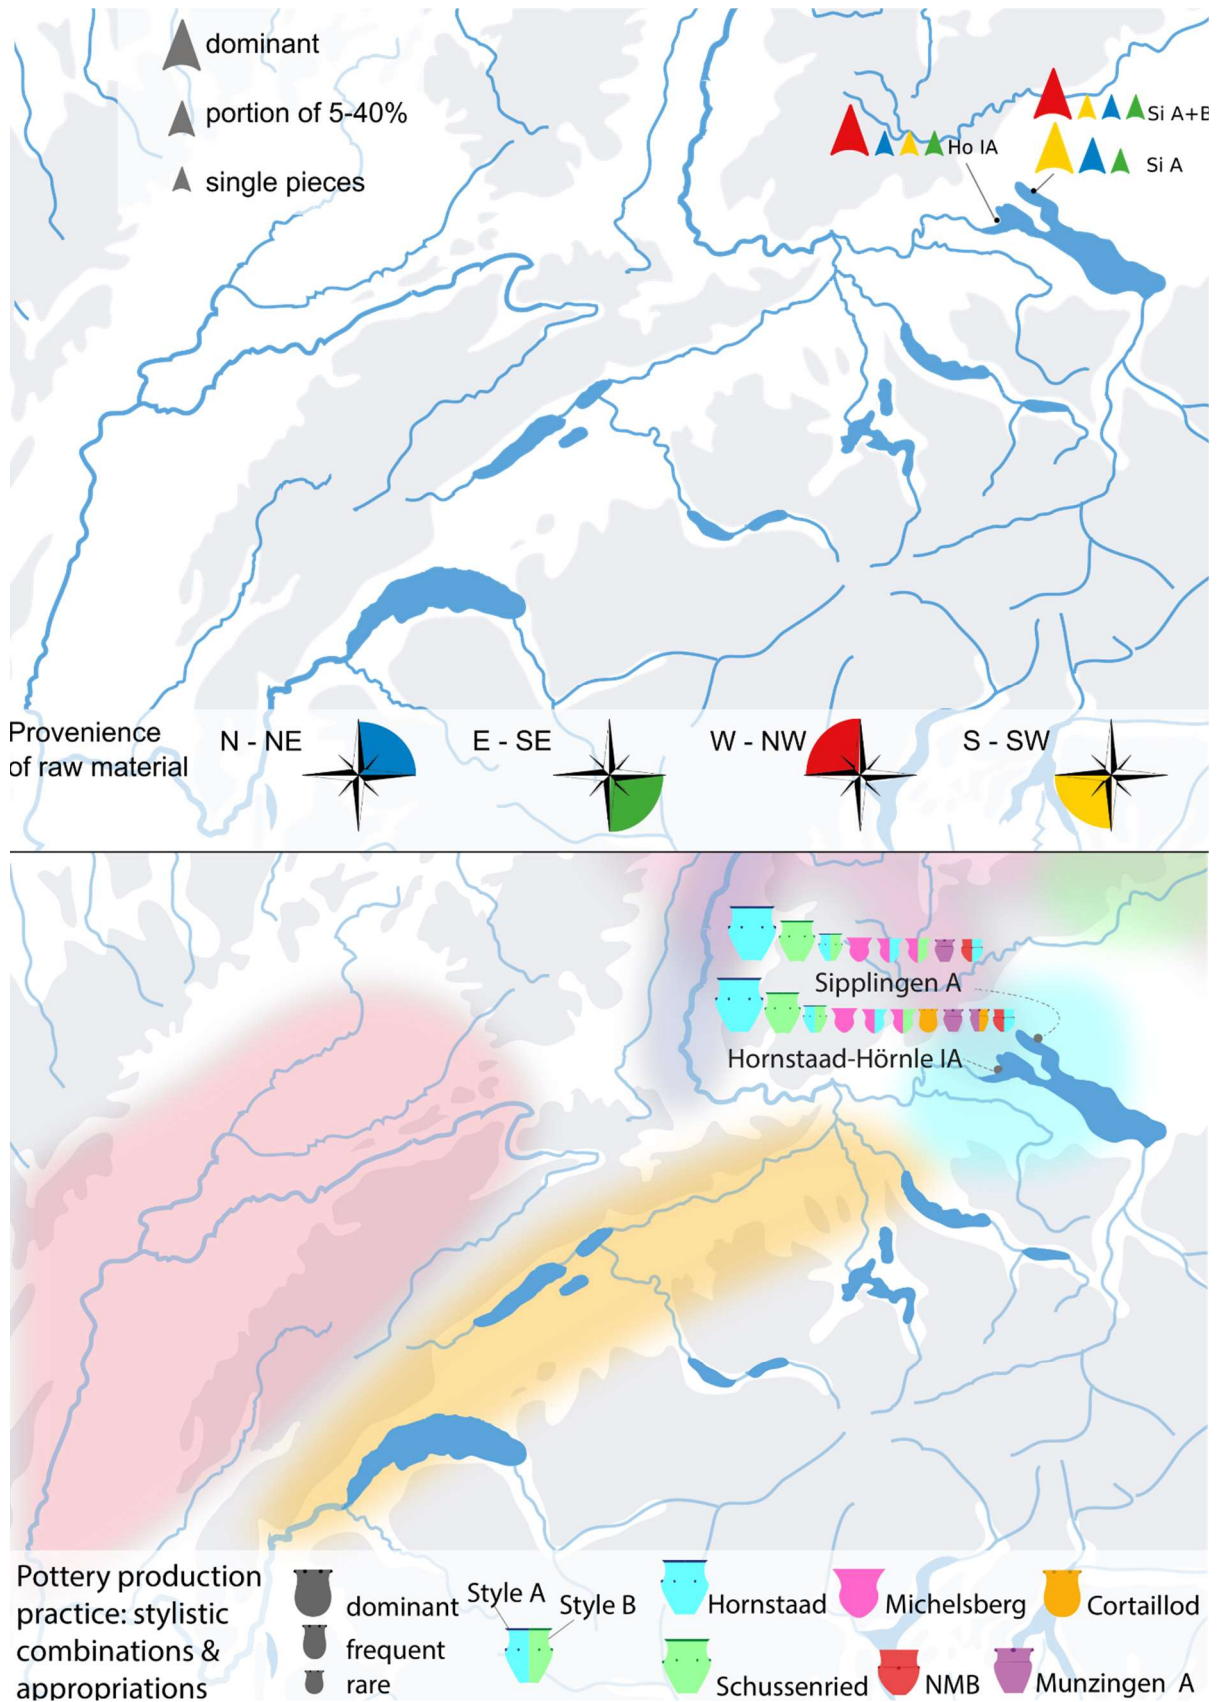 dominant
portion of 5-40%
single pieces
Ho IA
Si A+B
Si A
Provenience
of raw material
N - NE
E - SE
W - NW
S - SW
Sipplingen A
Hornstaad-Hörnle IA
Pottery production
practice: stylistic
combinations &
appropriations
dominant
frequent
rare
Style A
Style B
Hornstaad
Michelsberg
Cortaillod
Schussenried
NMB
Munzingen A